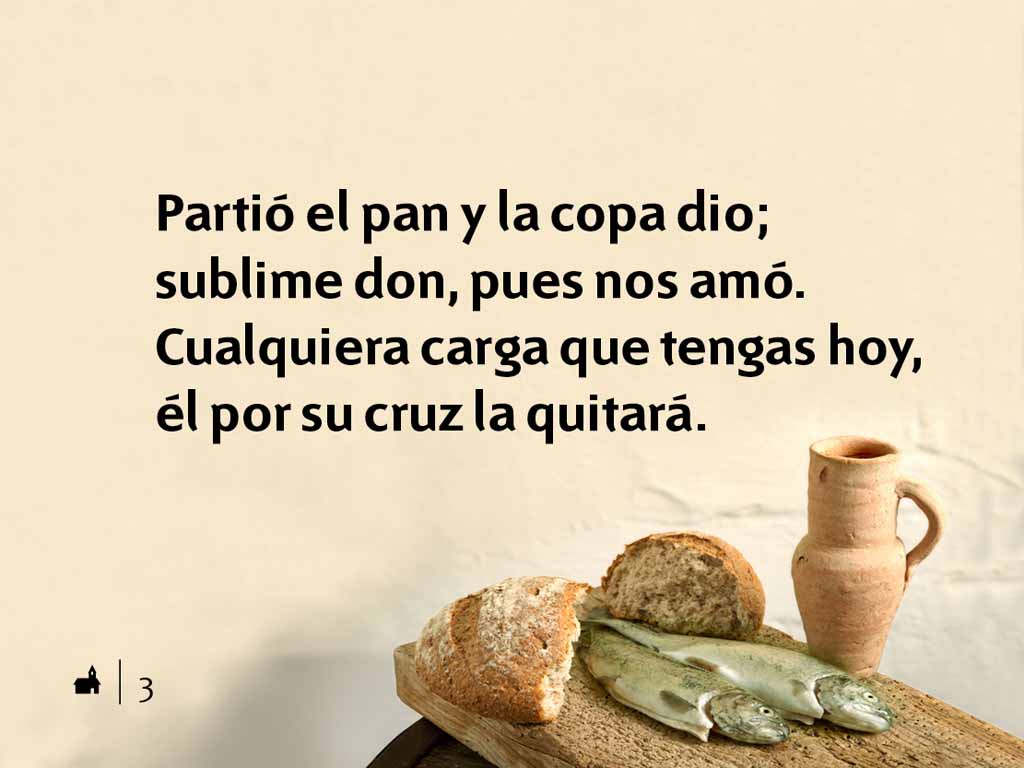 Partió el pan y la copa dio;
sublime don, pues nos amó.
Cualquiera carga que tengas hoy,
él por su cruz la quitará.
3